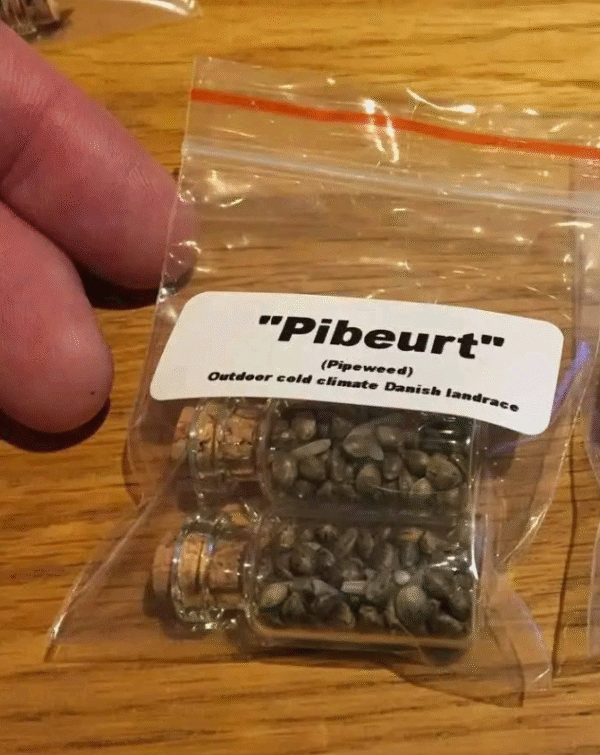 "Pibeurt"
(Pipeweed)
Outdoor cold climate Danish landrace